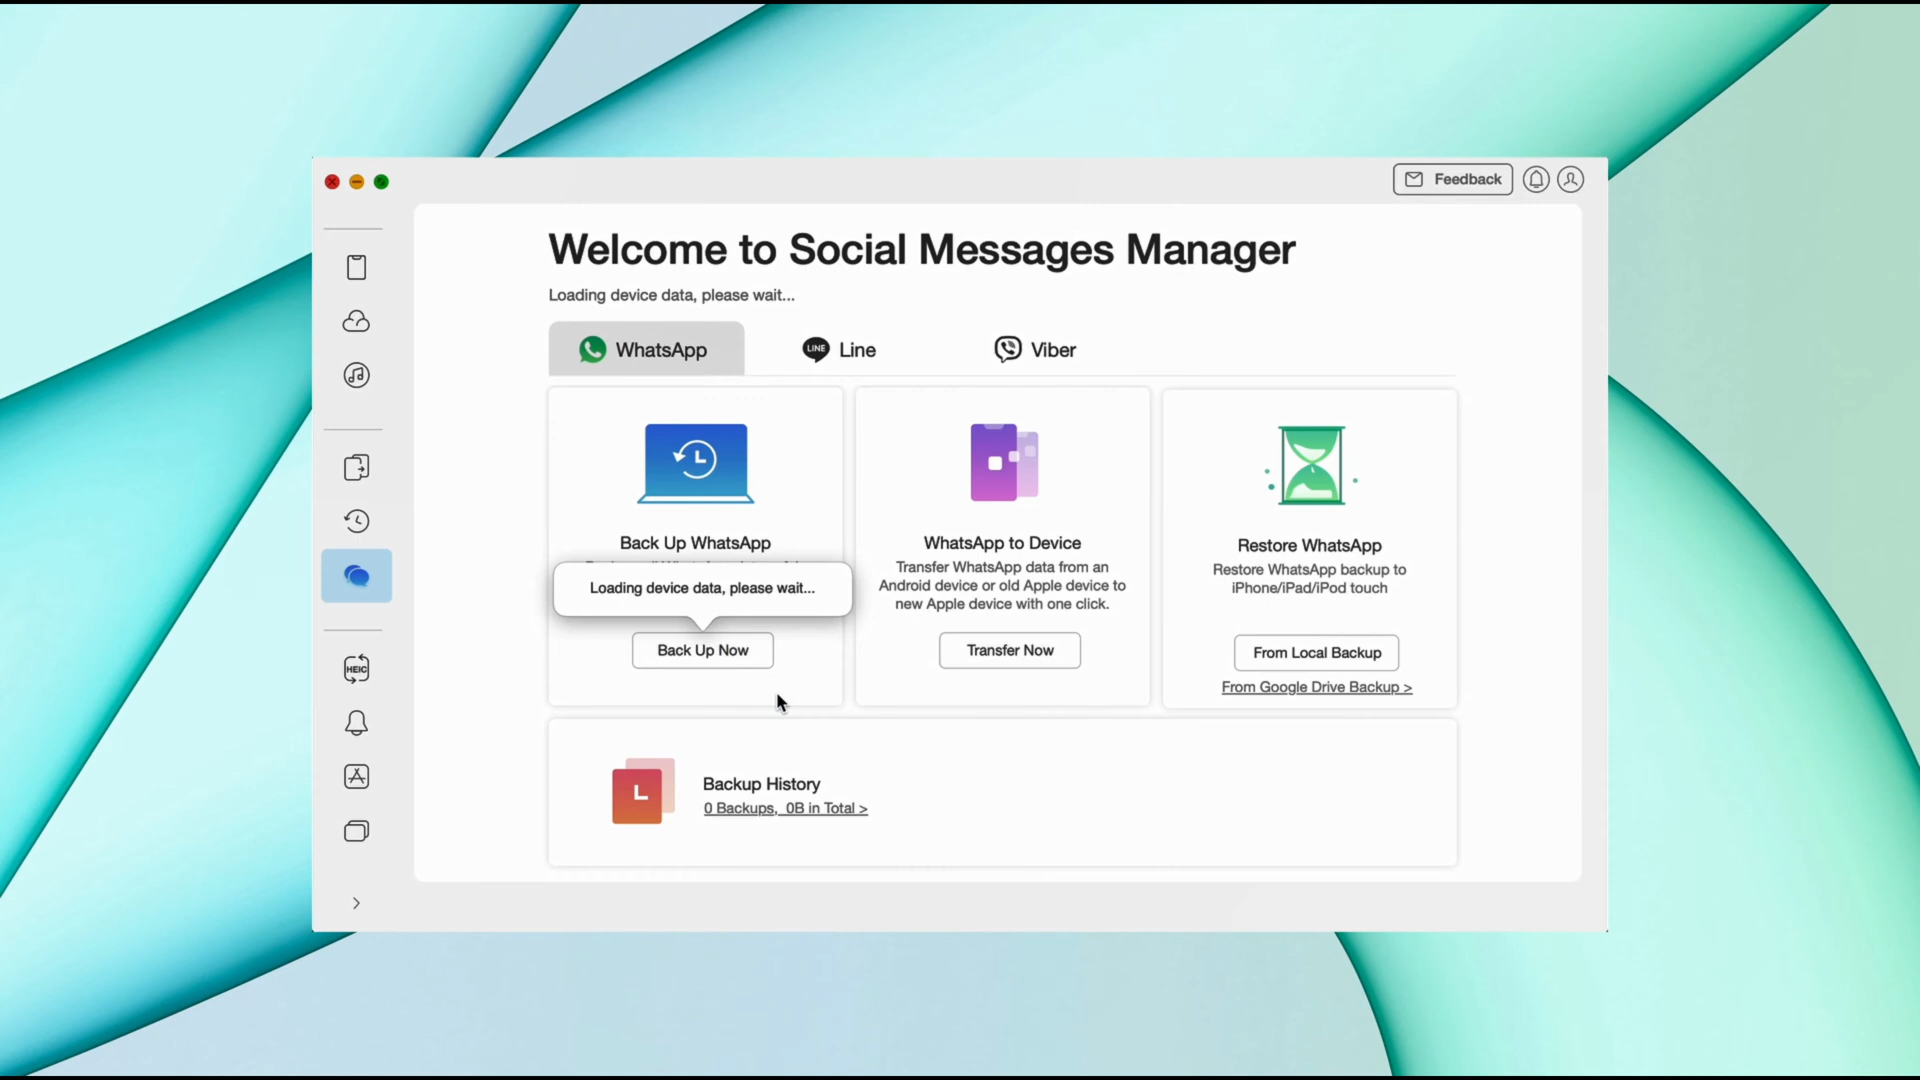 Feedback
Welcome to Social Messages Manager
Loading device data, please wait...
WhatsApp
LINE
Line
Viber
Back Up WhatsApp
Loading device data, please wait...
Back Up Now
WhatsApp to Device
Transfer WhatsApp data from an
Android device or old Apple device to
new Apple device with one click.
Transfer Now
Restore WhatsApp
Restore WhatsApp backup to
iPhone/iPad/iPod touch
From Local Backup
From Google Drive Backup >
HEIC
Backup History
0 Backups, 0B in Total >